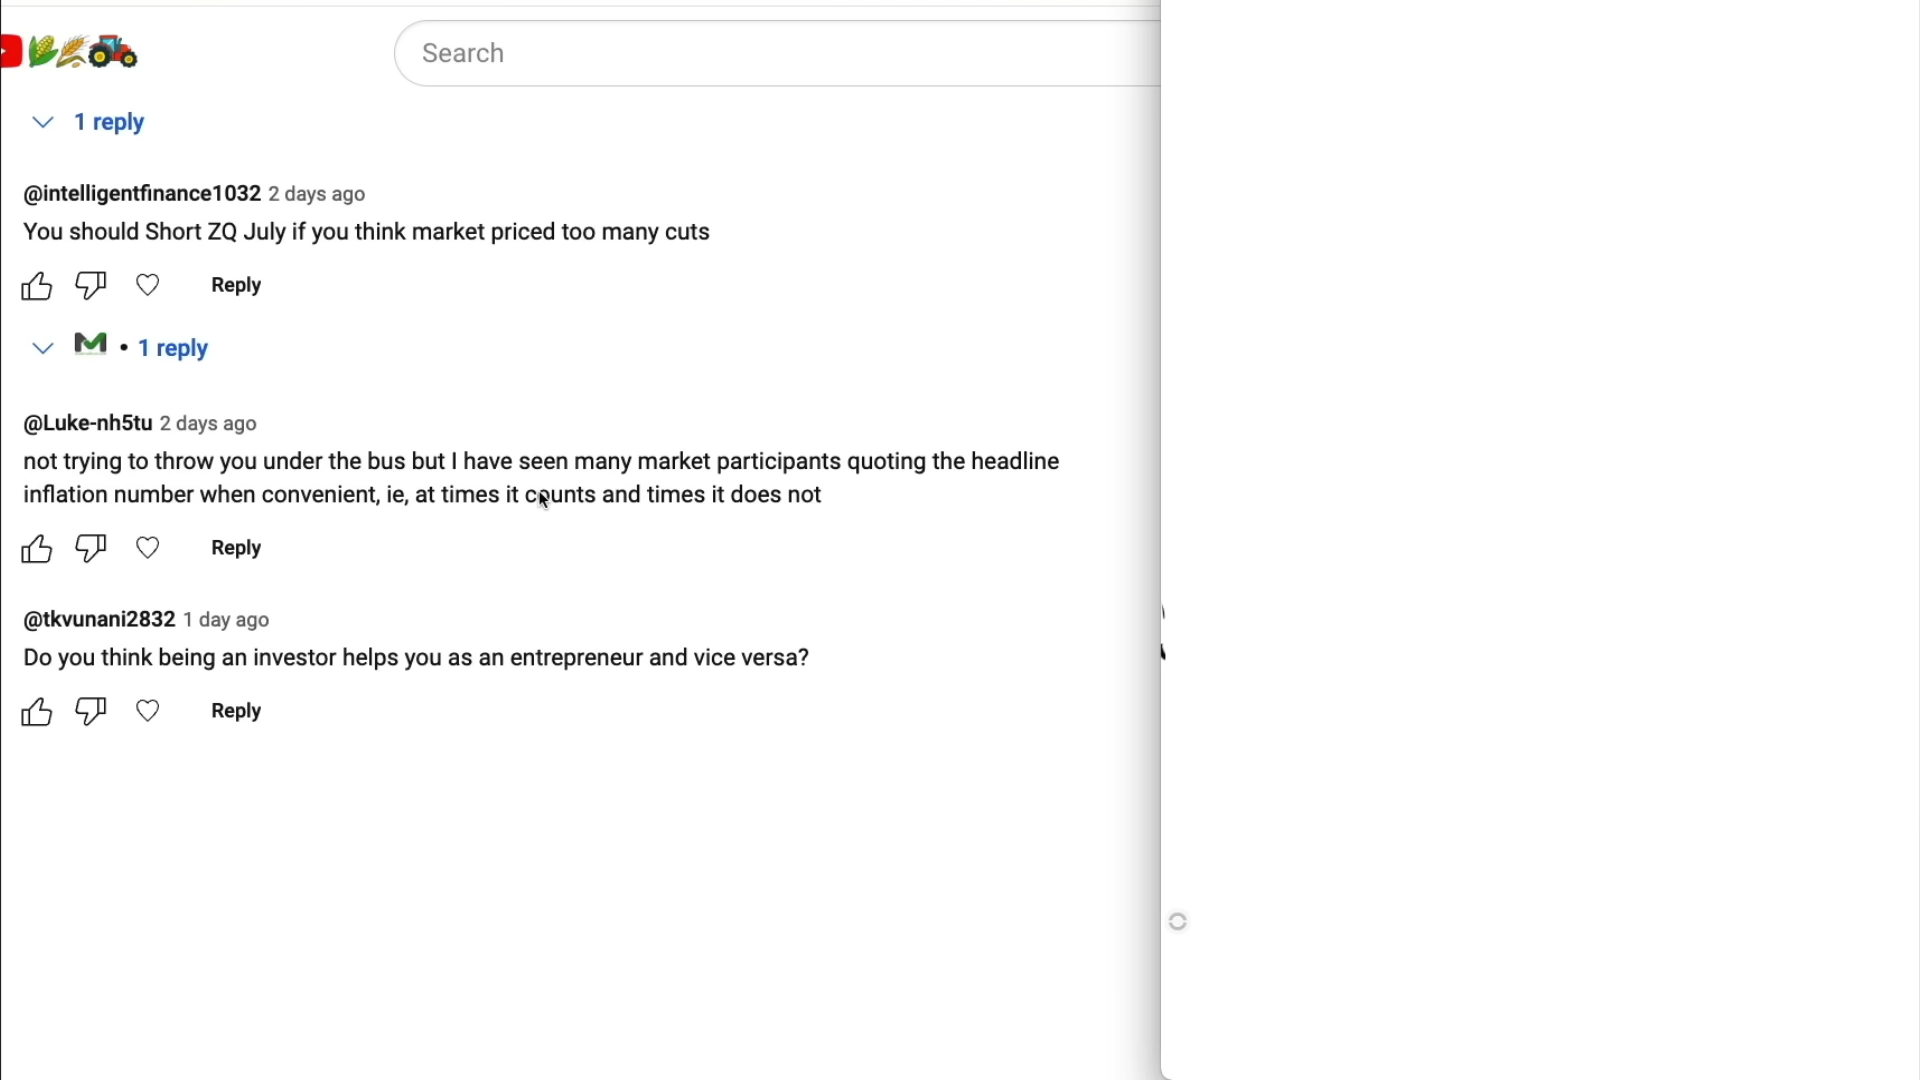 Search
1 reply
@intelligentfinance1032 2 days ago
You should Short ZQ July if you think market priced too many cuts
Reply
• 1 reply
@Luke-nh5tu 2 days ago
not trying to throw you under the bus but I have seen many market participants quoting the headline
inflation number when convenient, ie, at times it counts and times it does not
Reply
@tkvunani2832 1 day ago
Do you think being an investor helps you as an entrepreneur and vice versa?
Reply